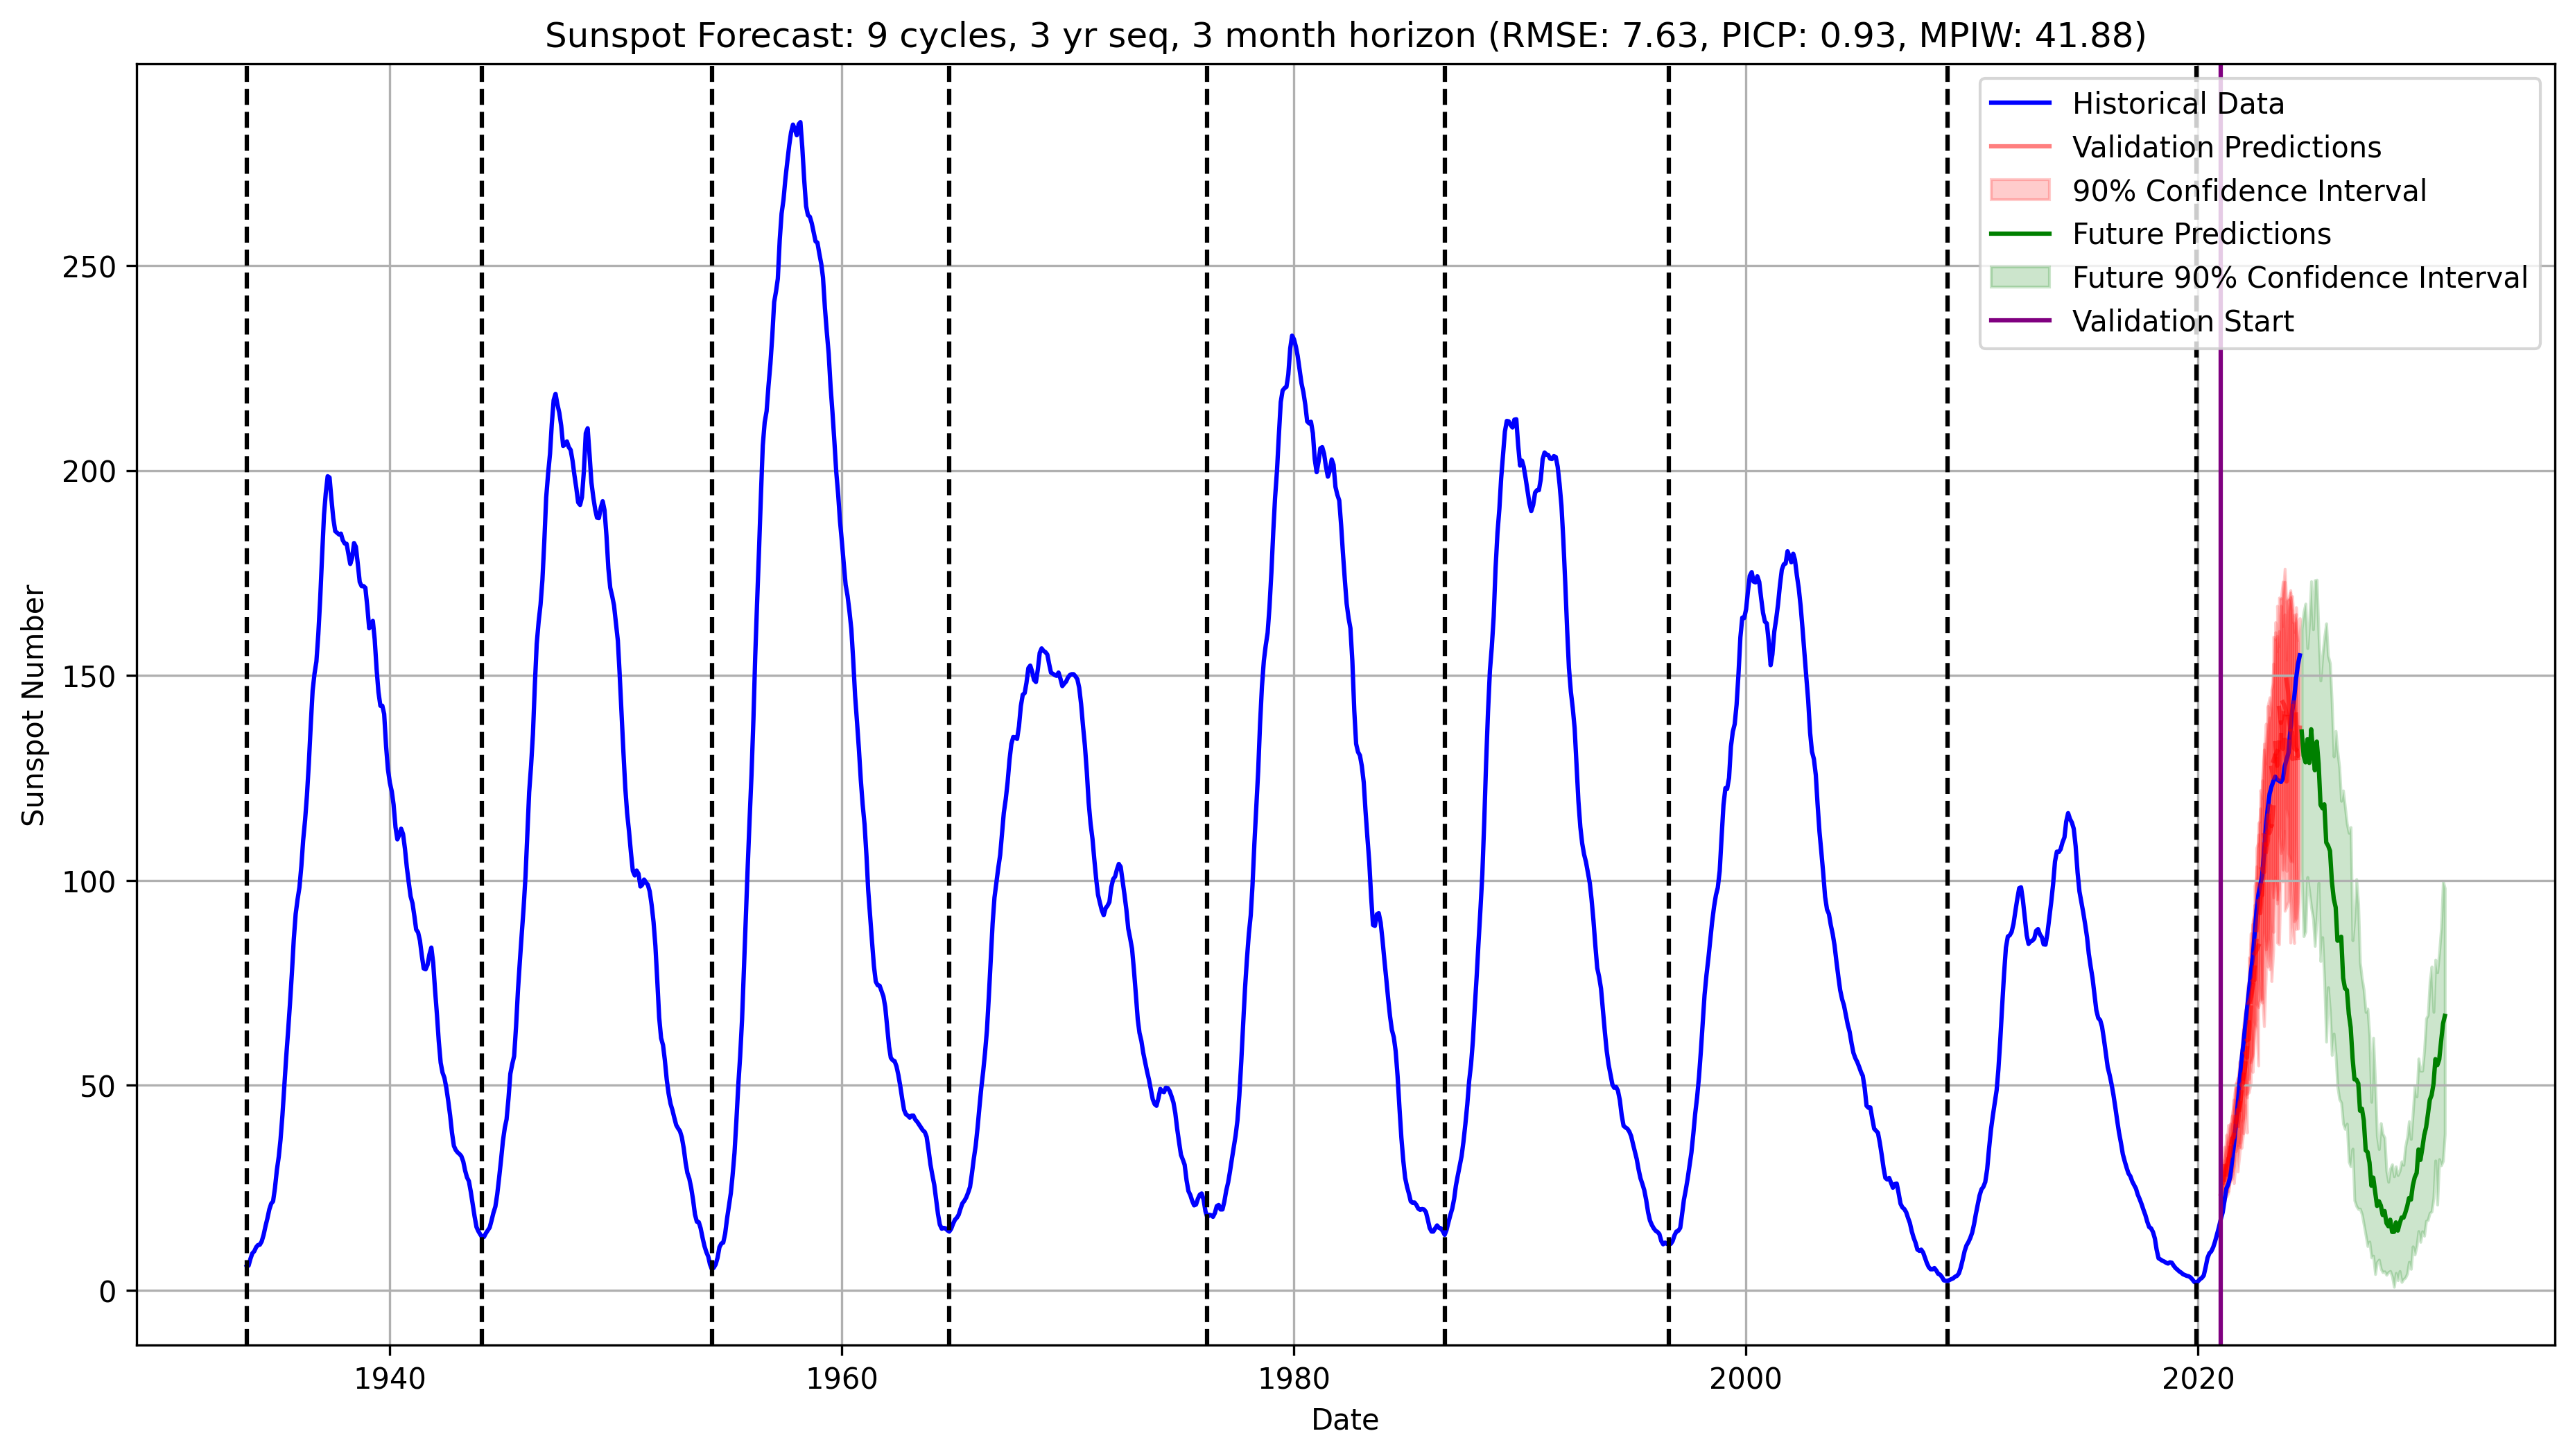 Sunspot Forecast: 9 cycles, 3 yr seq, 3 month horizon (RMSE: 7.63, PICP: 0.93, MPIW: 41.88)
Historical Data
Validation Predictions
90% Confidence Interval
Future Predictions
Future 90% Confidence Interval
Validation Start
Sunspot Number
250
200
150
100
50
0
1940
1960
1980
2000
2020
Date